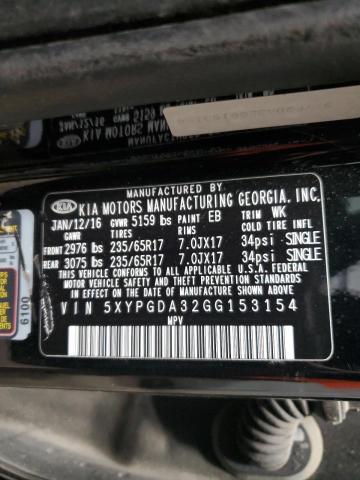 MANUFACTURED BY
KIA KIA MOTORS MANUFACTURING GEORGIA, INC.
JAN/12/16 GVWR 5159 lbs PAINT EB TRIM WK
GAWR TIRES RIMS COLD TIRE INFL
FRONT 2976 lbs 235/65R17 7.0JX17 34psi - SINGLE
REAR 3075 lbs 235/65R17 7.0JX17 34psi - SINGLE
THIS VEHICLE CONFORMS TO ALL APPLICABLE U.S.A. FEDERAL
MOTOR VEHICLE SAFETY AND THEFT PREVENTION STANDARDS
IN EFFECT ON THE DATE OF MANUFACTURE SHOWN ABOVE
VIN 5XYPGDA32GG153154
MPV
6100